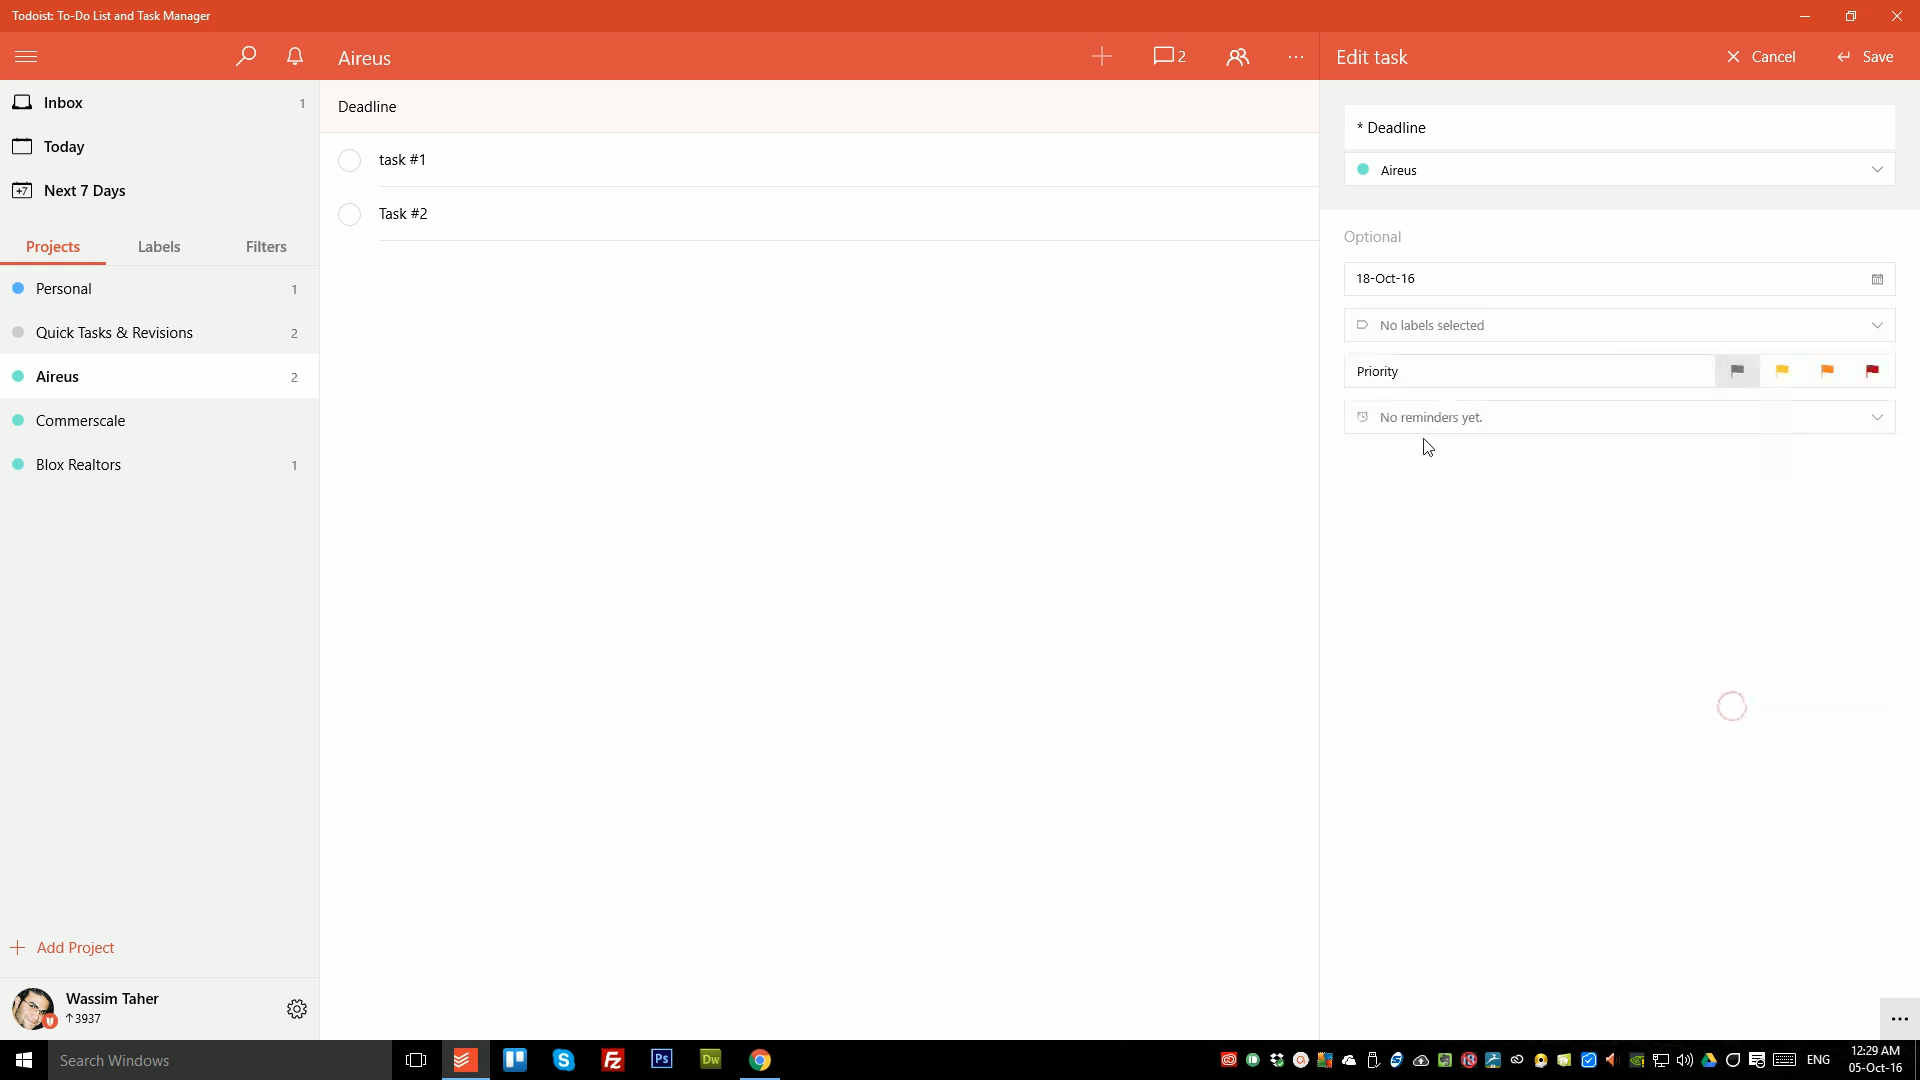 Todoist: To-Do List and Task Manager
Aireus
2
Edit task
Cancel
Save
Inbox 1
Today
+7 Next 7 Days
Projects Labels Filters
Personal 1
Quick Tasks & Revisions 2
Aireus 2
Commerscale
Blox Realtors 1
Add Project
Wassim Taher
↑3937
Deadline
task #1
Task #2
* Deadline
Aireus
Optional
18-Oct-16
No labels selected
Priority
No reminders yet.
...
Search Windows
Ps
Dw
ENG
12:29 AM
05-Oct-16